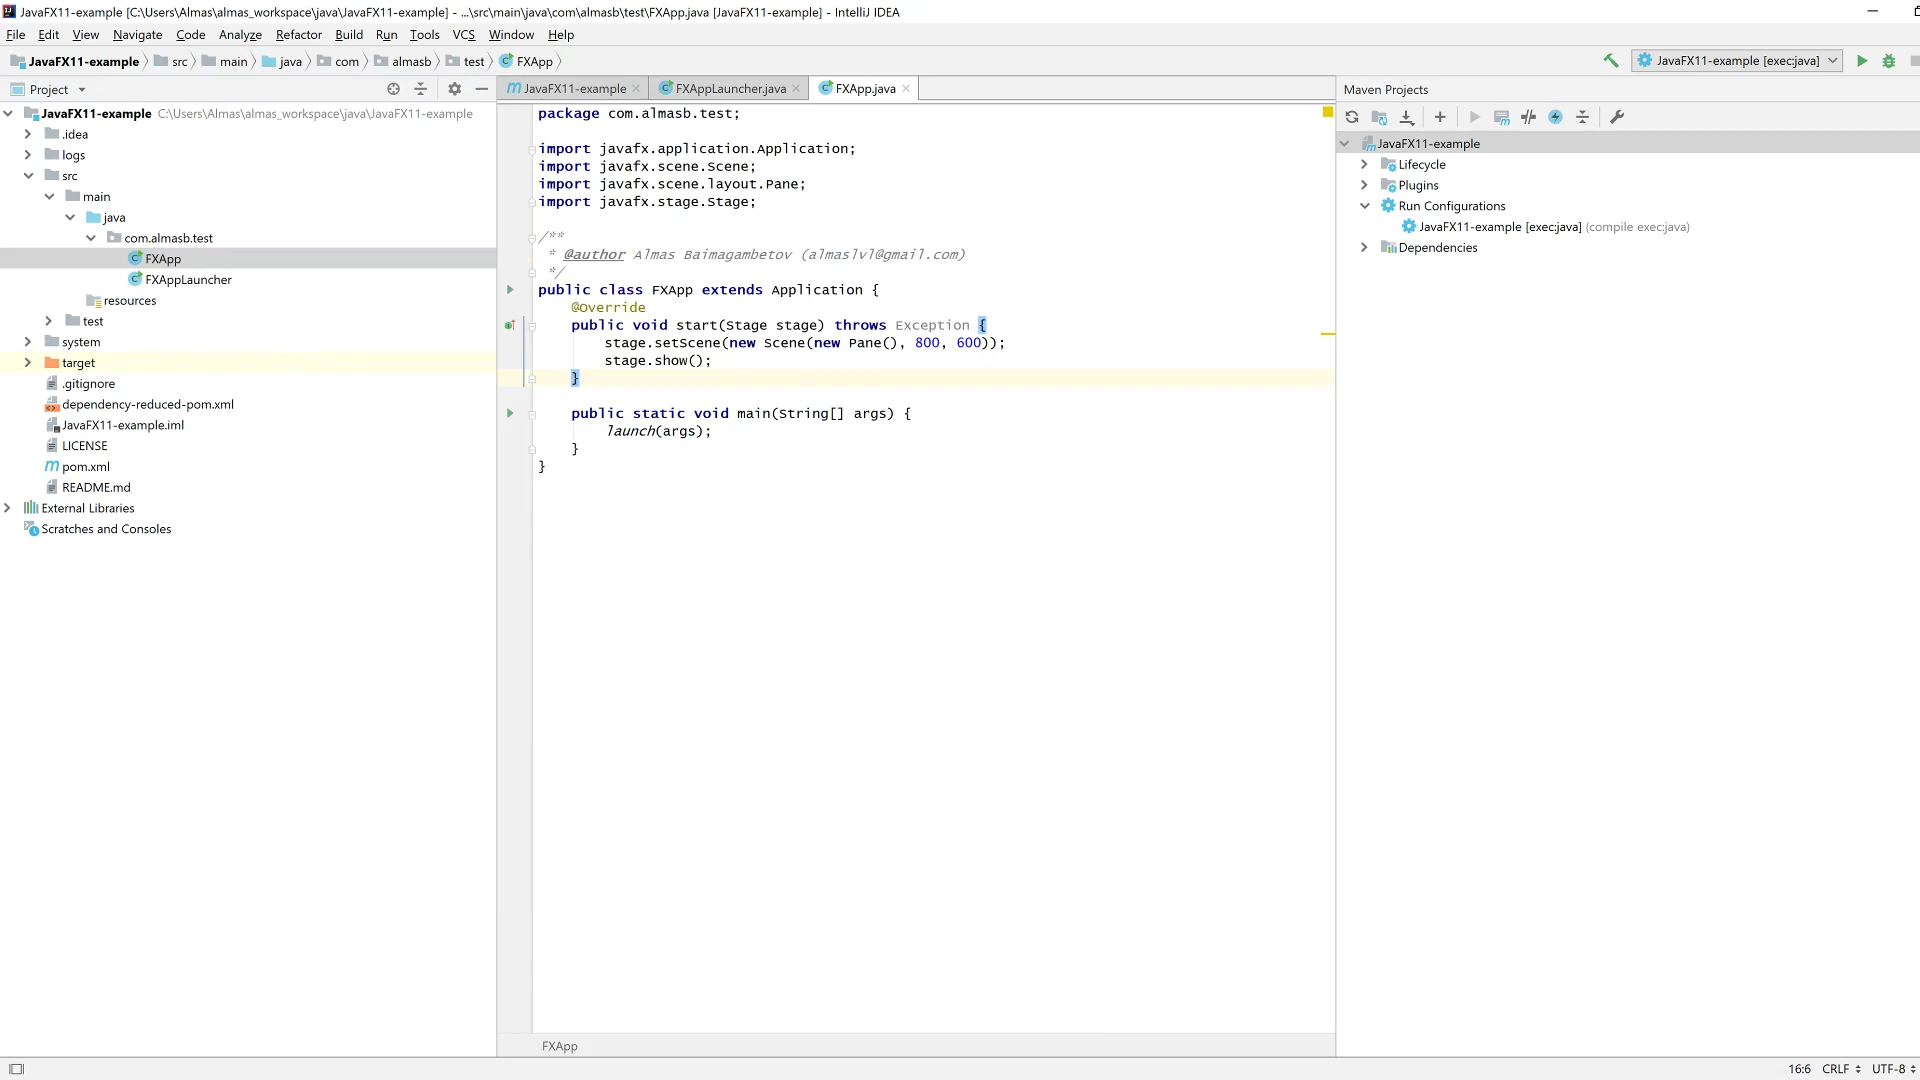 JavaFX11-example [C:\Users\Almas\almas_workspace\java\JavaFX11-example] - ...\src\main\java\com\almasb\test\FXApp.java [JavaFX11-example] - IntelliJ IDEA
File Edit View Navigate Code Analyze Refactor Build Run Tools VCS Window Help
JavaFX11-example src main java com almasb test FXApp
JavaFX11-example [exec:java]
Project
JavaFX11-example C:\Users\Almas\almas_workspace\java\JavaFX11-example
.idea
logs
src
main
java
com.almasb.test
FXApp
FXAppLauncher
resources
test
system
target
.gitignore
dependency-reduced-pom.xml
JavaFX11-example.iml
LICENSE
pom.xml
README.md
External Libraries
Scratches and Consoles
JavaFX11-example FXAppLauncher.java FXApp.java
package com.almasb.test;
import javafx.application.Application;
import javafx.scene.Scene;
import javafx.scene.layout.Pane;
import javafx.stage.Stage;
/**
* @author Almas Baimagambetov (almaslvl@gmail.com)
*/
public class FXApp extends Application {
@Override
public void start(Stage stage) throws Exception {
stage.setScene(new Scene(new Pane(), 800, 600));
stage.show();
}
public static void main(String[] args) {
launch(args);
}
}
FXApp
Maven Projects
JavaFX11-example
Lifecycle
Plugins
Run Configurations
JavaFX11-example [exec:java] (compile exec:java)
Dependencies
16:6 CRLF UTF-8